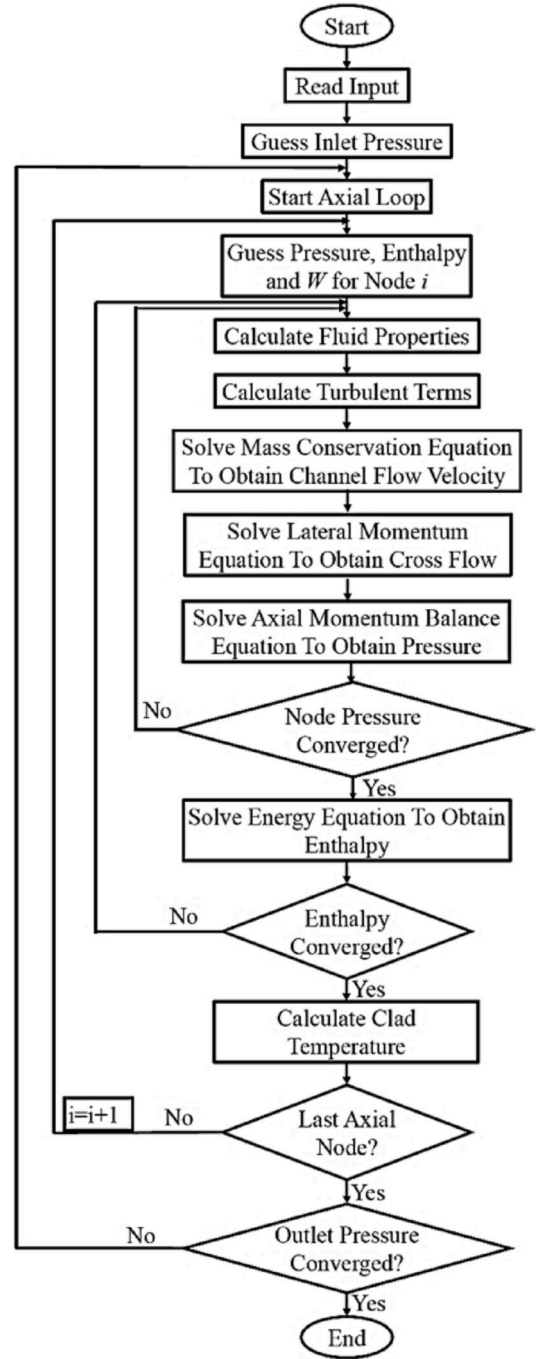 Start
Read Input
Guess Inlet Pressure
Start Axial Loop
Guess Pressure, Enthalpy
and W for Node i
Calculate Fluid Properties
Calculate Turbulent Terms
Solve Mass Conservation Equation
To Obtain Channel Flow Velocity
Solve Lateral Momentum
Equation To Obtain Cross Flow
Solve Axial Momentum Balance
Equation To Obtain Pressure
No
Node Pressure
Converged?
Yes
Solve Energy Equation To Obtain
Enthalpy
No
Enthalpy
Converged?
Yes
Calculate Clad
Temperature
i=i+1
No
Last Axial
Node?
Yes
No
Outlet Pressure
Converged?
Yes
End